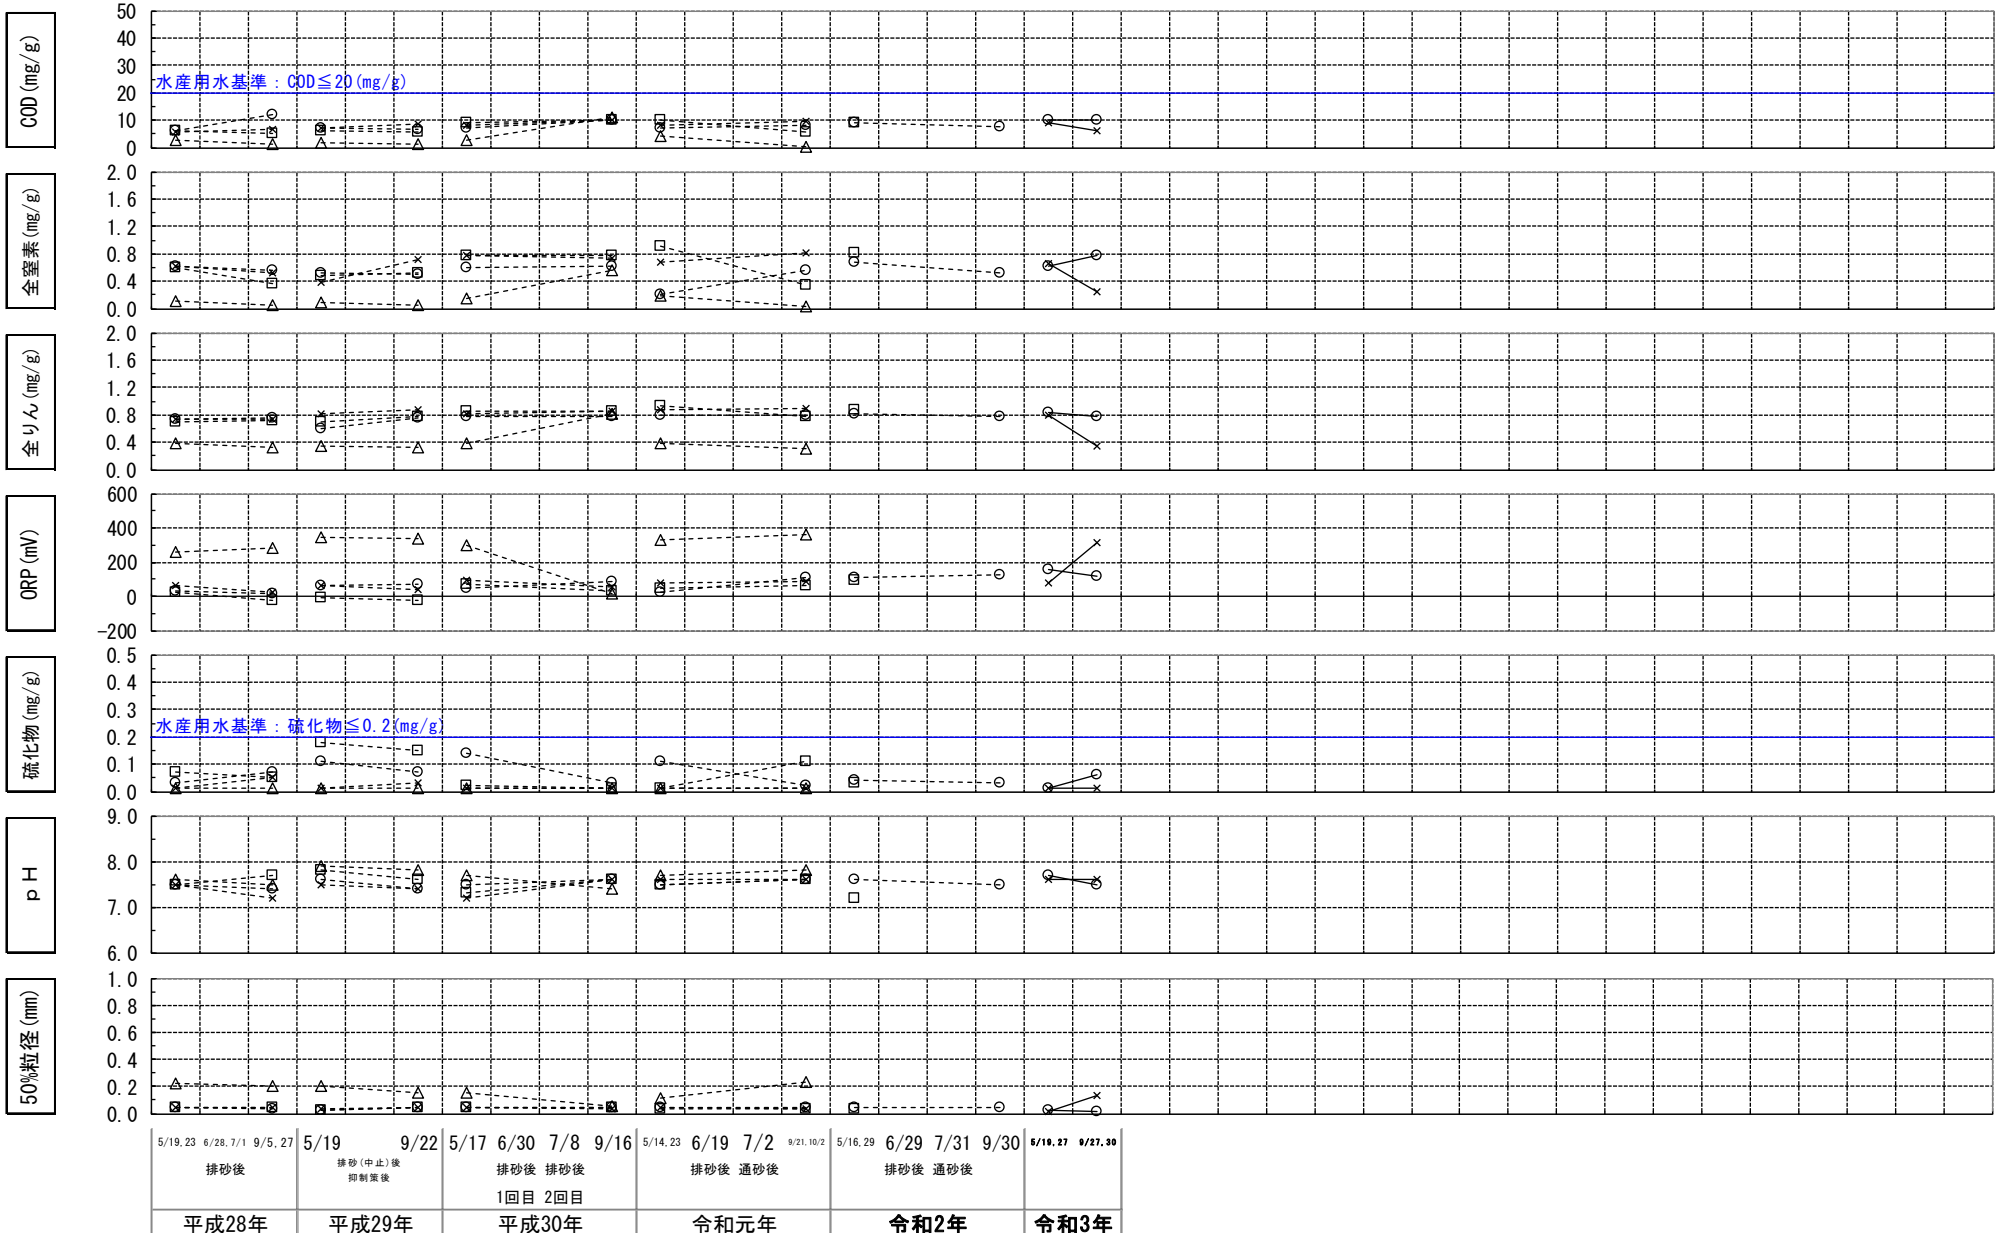 COD(mg/g)
50
40
30
20
10
0
水産用水基準：COD≦20(mg/g)
全窒素(mg/g)
2.0
1.6
1.2
0.8
0.4
0.0
全りん(mg/g)
2.0
1.6
1.2
0.8
0.4
0.0
ORP(mV)
600
400
200
0
-200
硫化物(mg/g)
0.5
0.4
0.3
0.2
0.1
0.0
水産用水基準：硫化物≦0.2(mg/g)
pH
9.0
8.0
7.0
6.0
50%粒径(mm)
1.0
0.8
0.6
0.4
0.2
0.0
5/19,23 6/28,7/1 9/5,27 5/19 9/22 5/17 6/30 7/8 9/16 5/14,23 6/19 7/2 9/21,10/2 5/16,29 6/29 7/31 9/30 5/19,27 9/27,30
排砂後 排砂(中止)後 排砂後 排砂後 排砂後 通砂後 排砂後 通砂後
抑制策後
1回目 2回目
平成28年 平成29年 平成30年 令和元年 令和2年 令和3年